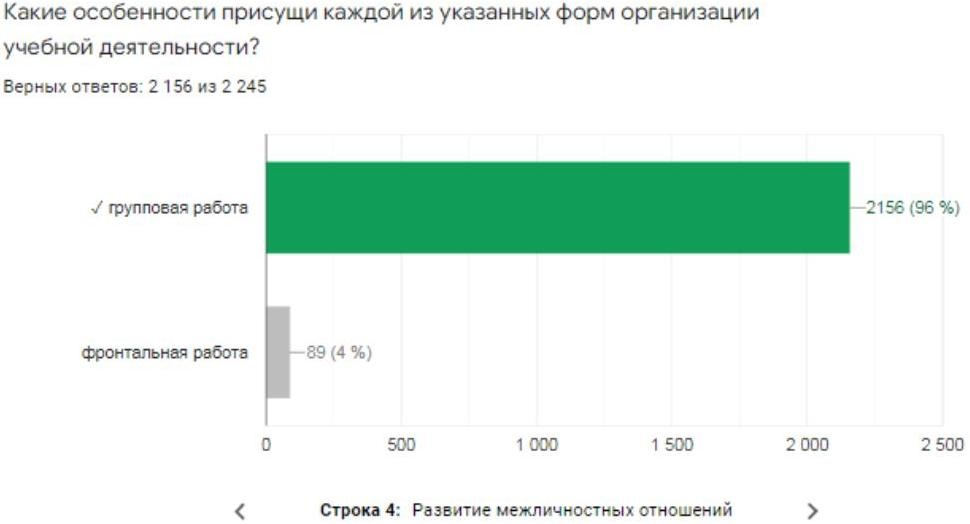 Какие особенности присущи каждой из указанных форм организации
учебной деятельности?
Верных ответов: 2 156 из 2 245
✓ групповая работа
2156 (96 %)
фронтальная работа
89 (4 %)
0 500 1 000 1 500 2 000 2 500
Строка 4: Развитие межличностных отношений